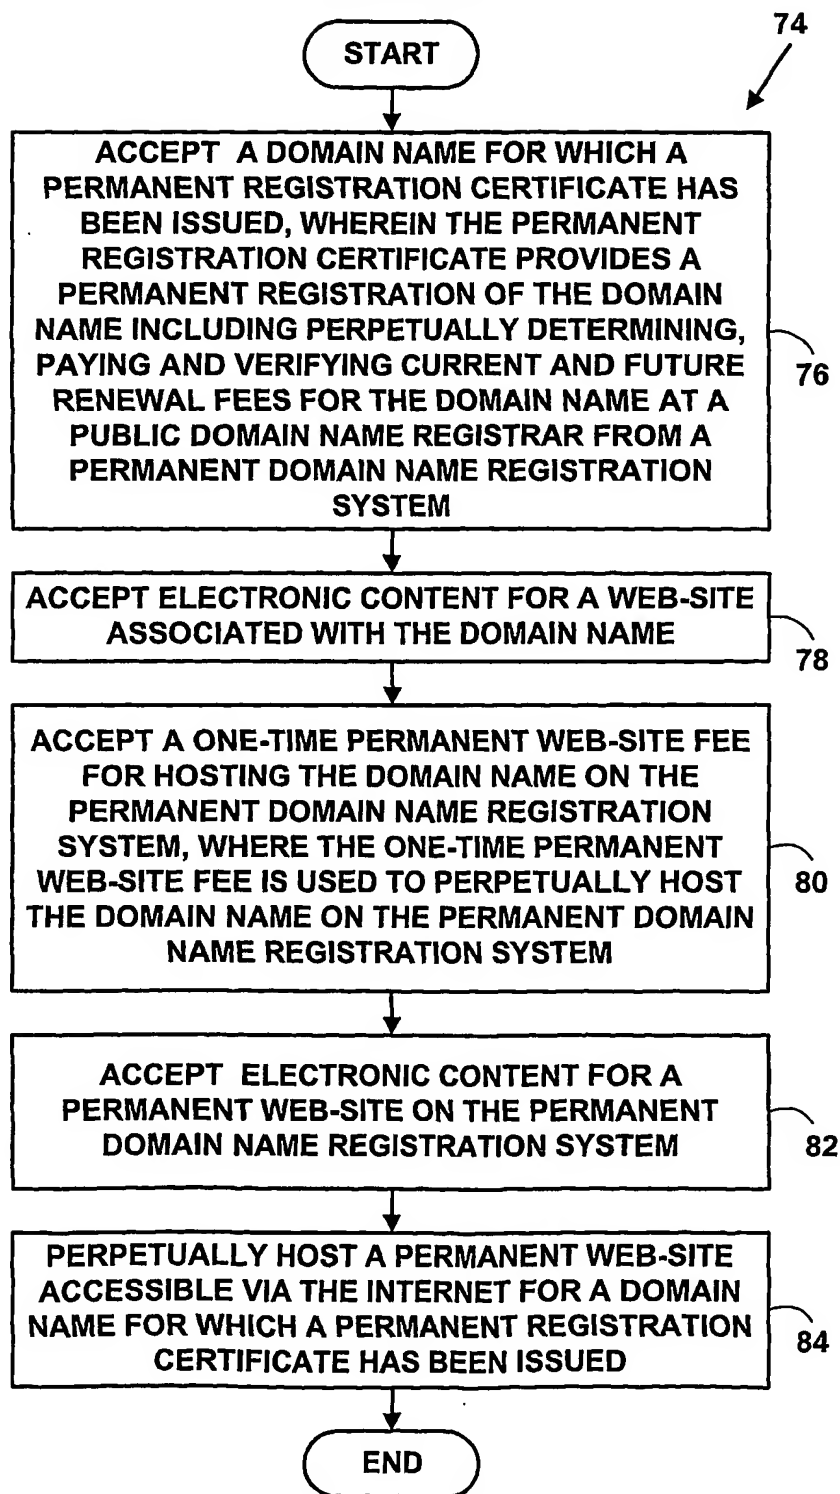 74
START
ACCEPT A DOMAIN NAME FOR WHICH A
PERMANENT REGISTRATION CERTIFICATE HAS
BEEN ISSUED, WHEREIN THE PERMANENT
REGISTRATION CERTIFICATE PROVIDES A
PERMANENT REGISTRATION OF THE DOMAIN
NAME INCLUDING PERPETUALLY DETERMINING,
PAYING AND VERIFYING CURRENT AND FUTURE
RENEWAL FEES FOR THE DOMAIN NAME AT A
PUBLIC DOMAIN NAME REGISTRAR FROM A
PERMANENT DOMAIN NAME REGISTRATION
SYSTEM
76
ACCEPT ELECTRONIC CONTENT FOR A WEB-SITE
ASSOCIATED WITH THE DOMAIN NAME
78
ACCEPT A ONE-TIME PERMANENT WEB-SITE FEE
FOR HOSTING THE DOMAIN NAME ON THE
PERMANENT DOMAIN NAME REGISTRATION
SYSTEM, WHERE THE ONE-TIME PERMANENT
WEB-SITE FEE IS USED TO PERPETUALLY HOST
THE DOMAIN NAME ON THE PERMANENT DOMAIN
NAME REGISTRATION SYSTEM
80
ACCEPT ELECTRONIC CONTENT FOR A
PERMANENT WEB-SITE ON THE PERMANENT
DOMAIN NAME REGISTRATION SYSTEM
82
PERPETUALLY HOST A PERMANENT WEB-SITE
ACCESSIBLE VIA THE INTERNET FOR A DOMAIN
NAME FOR WHICH A PERMANENT REGISTRATION
CERTIFICATE HAS BEEN ISSUED
84
END